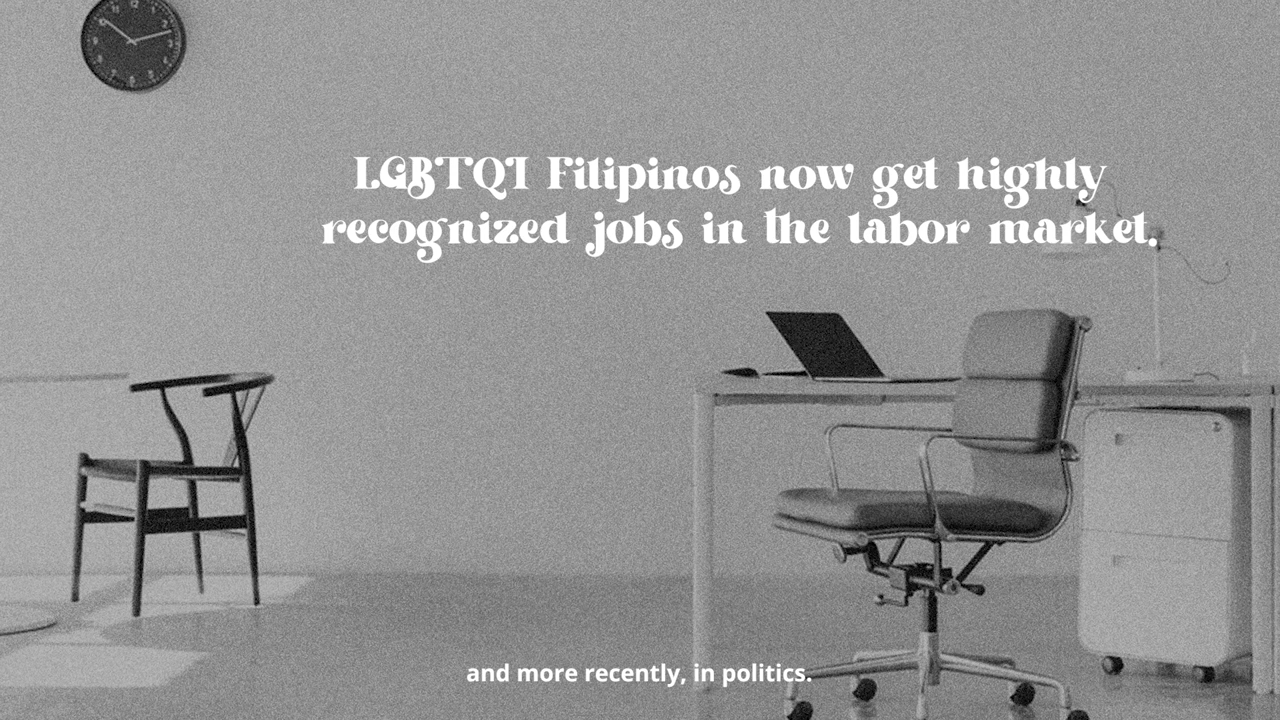 LGBTQI Filipinos now get highly
recognized jobs in the labor market.
and more recently, in politics.